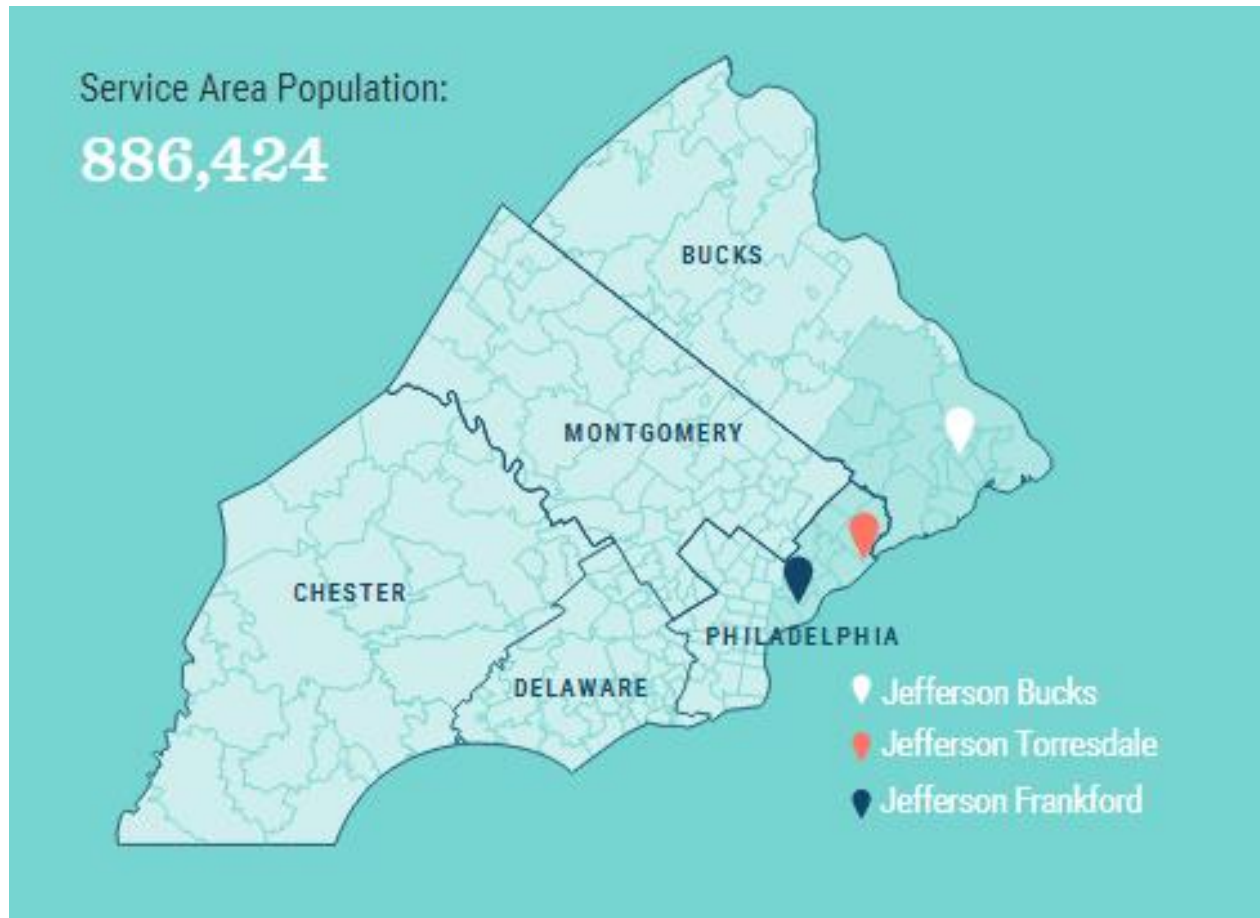 Service Area Population:
886,424
BUCKS
MONTGOMERY
CHESTER
PHILADELPHIA
DELAWARE
Jefferson Bucks
Jefferson Torresdale
Jefferson Frankford